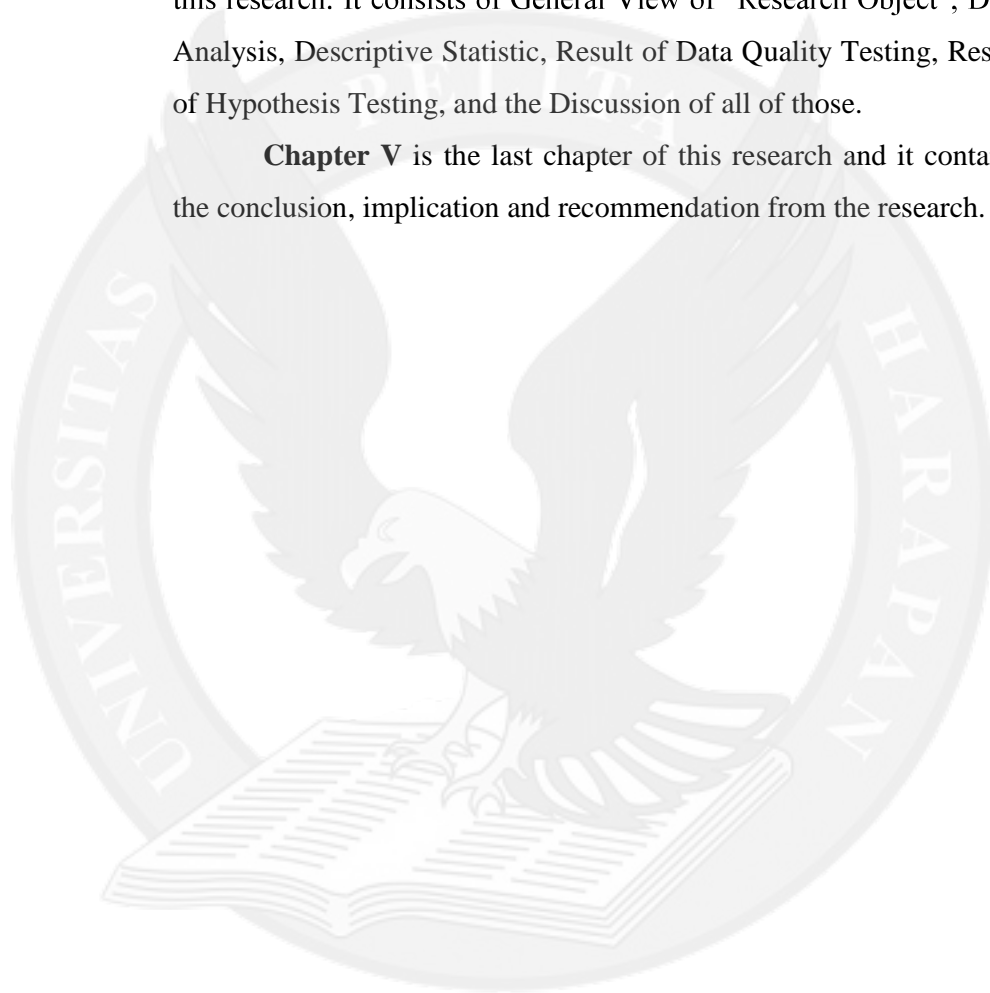 this research. It consists of General View of "Research Object",
Analysis, Descriptive Statistic, Result of Data Quality Testing,
of Hypothesis Testing, and the Discussion of all of those.
Chapter V is the last chapter of this research and it
the conclusion, implication and recommendation from the research.
UNIVERSITAS PELITA HARAPAN